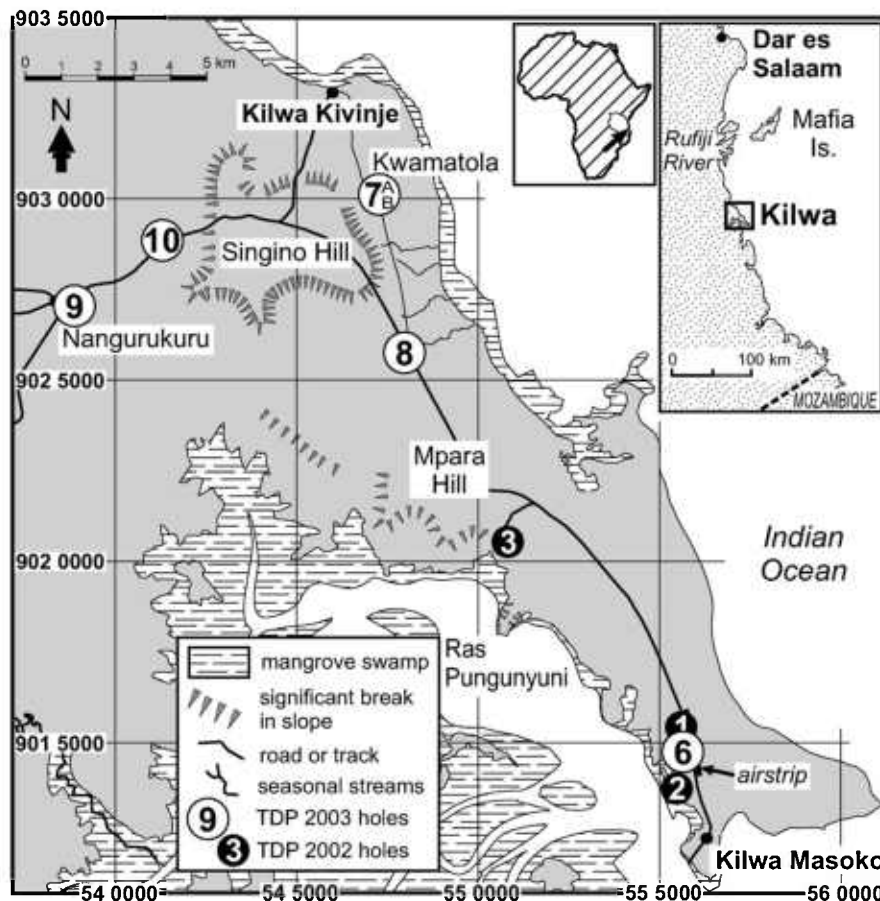 903 5000
0 1 2 3 4 5 km
N
Kilwa Kivinje
Kwamatola
7 A
B
903 0000
10
Singino Hill
9
Nangurukuru
8
902 5000
Mpara
Hill
3
902 0000
Indian
Ocean
Ras
Pungunyuni
1
6
2
airstrip
901 5000
Kilwa Masoko
54 0000
54 5000
55 0000
55 5000
56 0000
mangrove swamp
significant break
in slope
road or track
seasonal streams
9 TDP 2003 holes
3 TDP 2002 holes
Dar es
Salaam
Mafia
Is.
Rufiji
River
Kilwa
0 100 km
MOZAMBIQUE